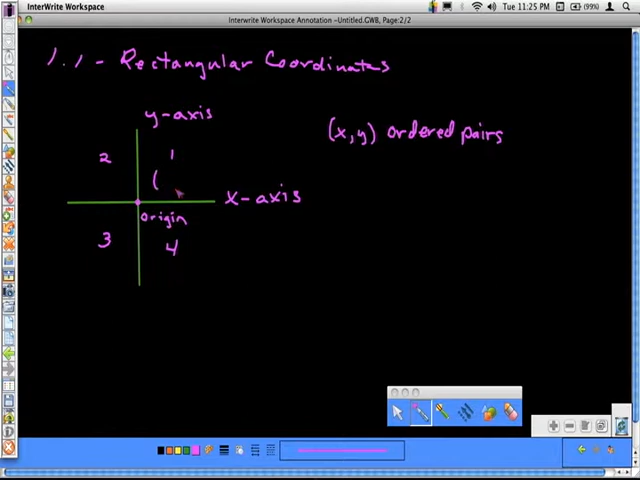 InterWrite Workspace
(99%)
Tue 11:25 PM
Interwrite Workspace Annotation -Untitled.GWB, Page:2/2
1.1 - Rectangular Coordinates
y-axis
(x,y) ordered pairs
2
1
(
x-axis
origin
3
4